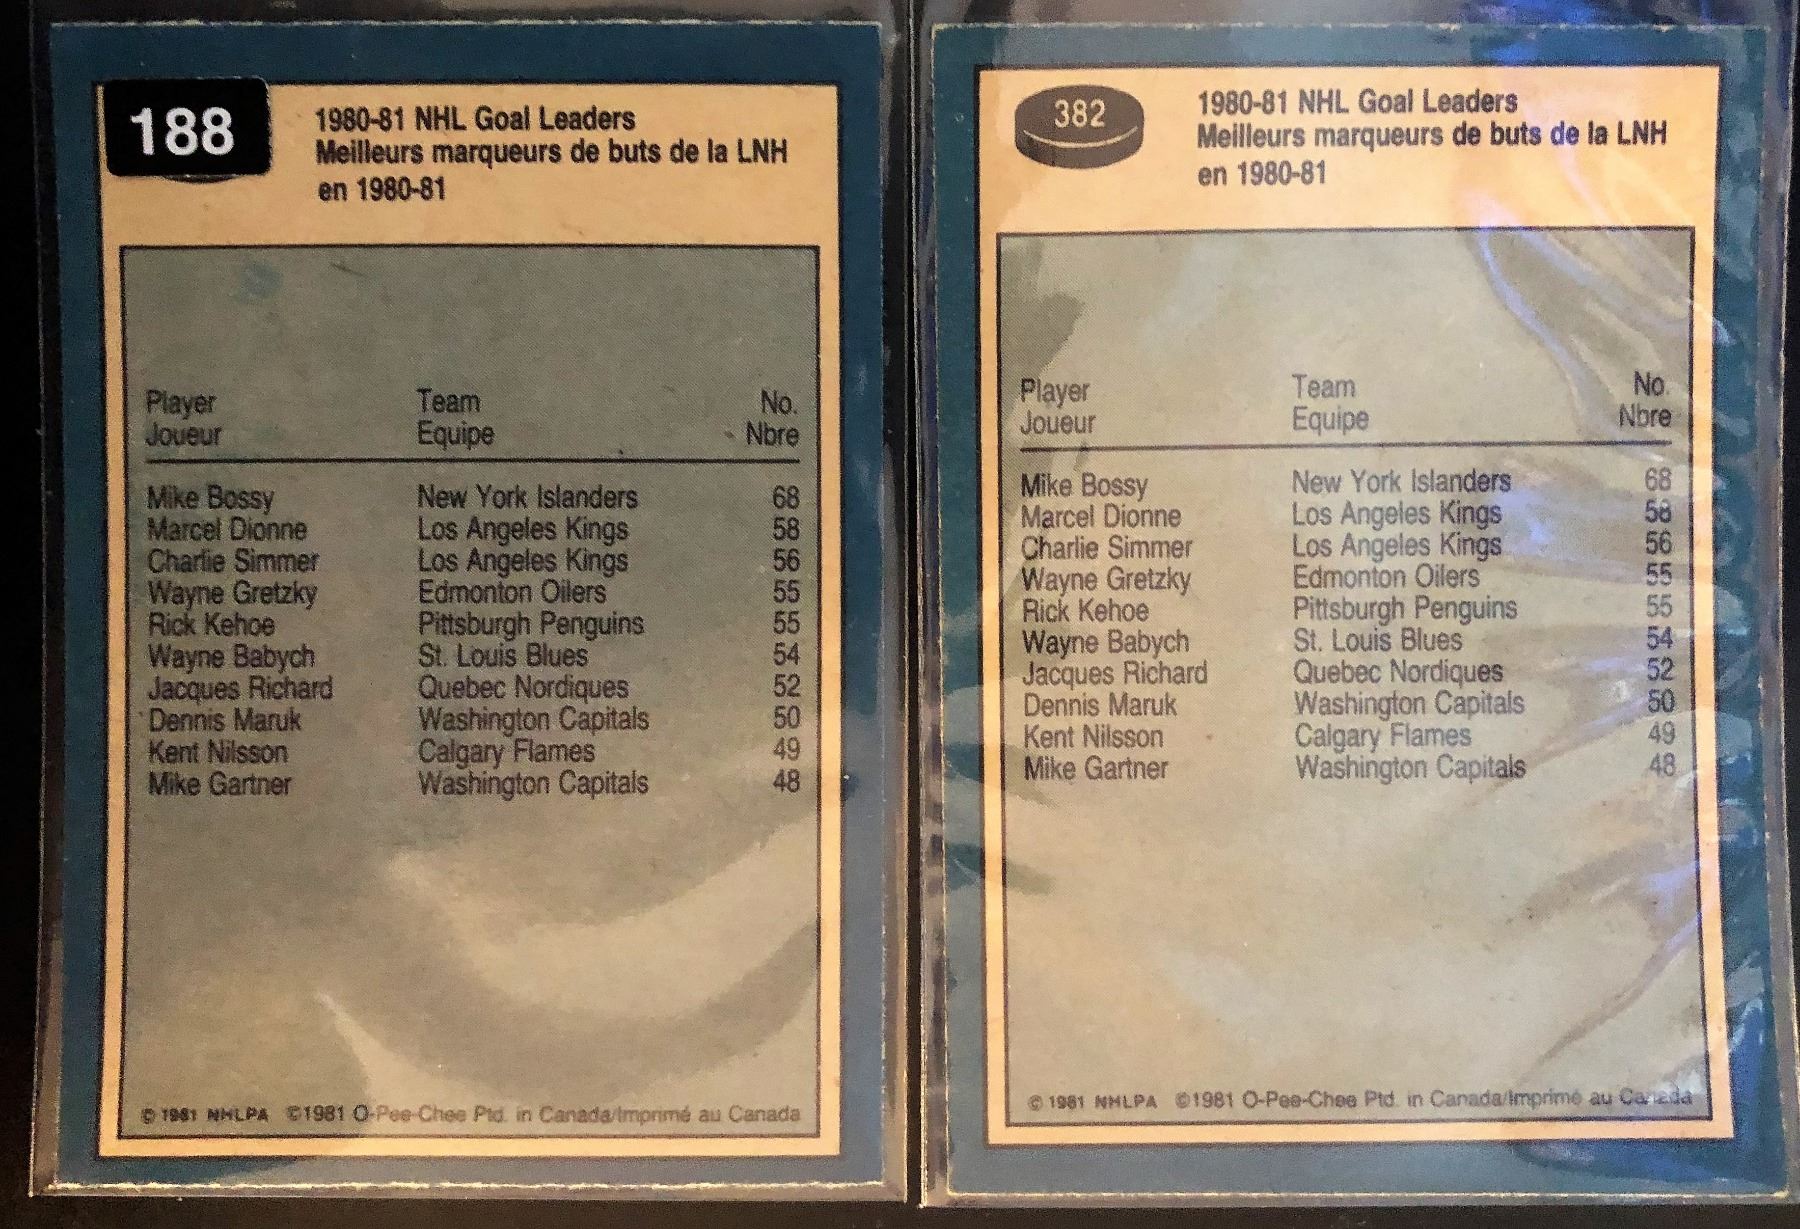 188
1980-81 NHL Goal Leaders
Meilleurs marqueurs de buts de la LNH
en 1980-81
Player Team No.
Joueur Equipe Nbre
Mike Bossy New York Islanders 68
Marcel Dionne Los Angeles Kings 58
Charlie Simmer Los Angeles Kings 56
Wayne Gretzky Edmonton Oilers 55
Rick Kehoe Pittsburgh Penguins 55
Wayne Babych St. Louis Blues 54
Jacques Richard Quebec Nordiques 52
Dennis Maruk Washington Capitals 50
Kent Nilsson Calgary Flames 49
Mike Gartner Washington Capitals 48
© 1981 NHLPA ©1981 O-Pee-Chee Ptd. in Canada/Imprimé au Canada
382
1980-81 NHL Goal Leaders
Meilleurs marqueurs de buts de la LNH
en 1980-81
Player Team No.
Joueur Equipe Nbre
Mike Bossy New York Islanders 68
Marcel Dionne Los Angeles Kings 58
Charlie Simmer Los Angeles Kings 56
Wayne Gretzky Edmonton Oilers 55
Rick Kehoe Pittsburgh Penguins 55
Wayne Babych St. Louis Blues 54
Jacques Richard Quebec Nordiques 52
Dennis Maruk Washington Capitals 50
Kent Nilsson Calgary Flames 49
Mike Gartner Washington Capitals 48
© 1981 NHLPA ©1981 O-Pee-Chee Ptd. in Canada/Imprimé au Canada